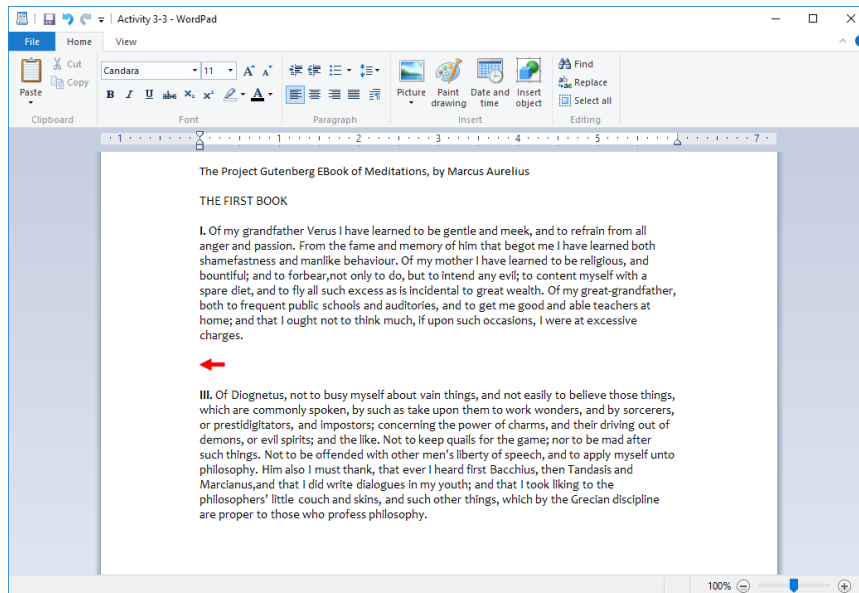 Activity 3-3 - WordPad
File Home View
Paste
Cut
Copy
Clipboard
Candara 11
B I U abc X₂ X² A
Font
Paragraph
Picture
Paint drawing
Date and time
Insert object
Insert
Find
Replace
Select all
Editing
1 1 2 3 4 5 7
The Project Gutenberg EBook of Meditations, by Marcus Aurelius
THE FIRST BOOK
I. Of my grandfather Verus I have learned to be gentle and meek, and to refrain from all
anger and passion. From the fame and memory of him that begot me I have learned both
shamefastness and manlike behaviour. Of my mother I have learned to be religious, and
bountiful; and to forbear,not only to do, but to intend any evil; to content myself with a
spare diet, and to fly all such excess as is incidental to great wealth. Of my great-grandfather,
both to frequent public schools and auditories, and to get me good and able teachers at
home; and that I ought not to think much, if upon such occasions, I were at excessive
charges.
III. Of Diognetus, not to busy myself about vain things, and not easily to believe those things,
which are commonly spoken, by such as take upon them to work wonders, and by sorcerers,
or prestidigitators, and impostors; concerning the power of charms, and their driving out of
demons, or evil spirits; and the like. Not to keep quails for the game; nor to be mad after
such things. Not to be offended with other men's liberty of speech, and to apply myself unto
philosophy. Him also I must thank, that ever I heard first Bacchius, then Tandasis and
Marcianus,and that I did write dialogues in my youth; and that I took liking to the
philosophers' little couch and skins, and such other things, which by the Grecian discipline
are proper to those who profess philosophy.
100%